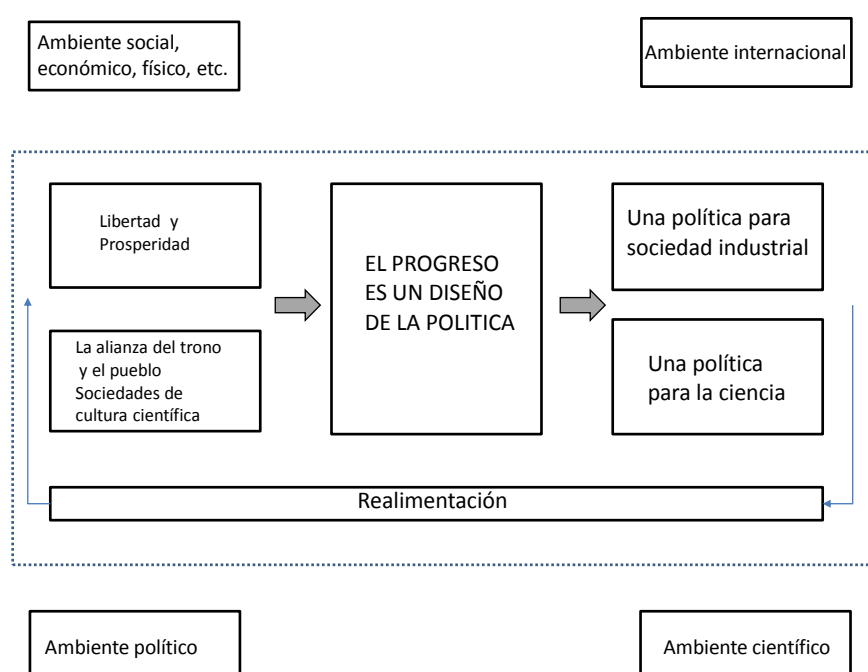 Ambiente social,
económico, físico, etc.
Ambiente internacional
Libertad y
Prosperidad
La alianza del trono
y el pueblo
Sociedades de
cultura científica
EL PROGRESO
ES UN DISEÑO
DE LA POLITICA
Una política para
sociedad industrial
Una política
para la ciencia
Realimentación
Ambiente político
Ambiente científico